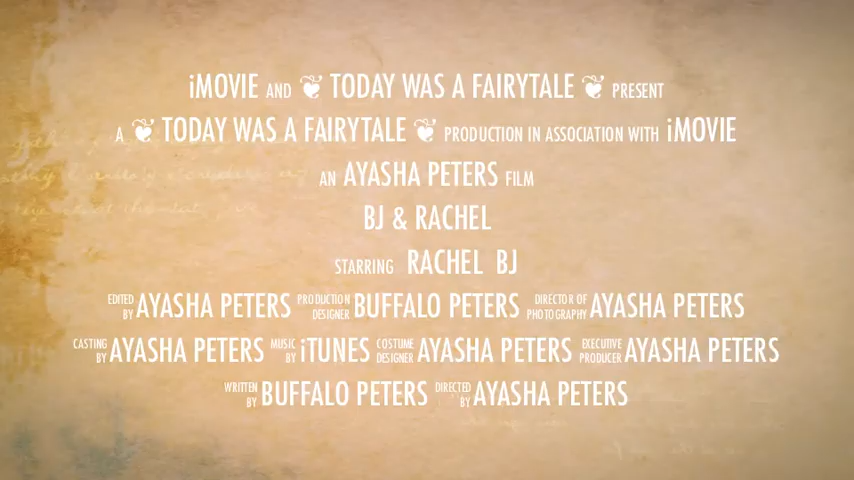 iMOVIE AND ❦ TODAY WAS A FAIRYTALE ❦ PRESENT
A ❦ TODAY WAS A FAIRYTALE ❦ PRODUCTION IN ASSOCIATION WITH iMOVIE
AN AYASHA PETERS FILM
BJ & RACHEL
STARRING RACHEL BJ
EDITED BY AYASHA PETERS PRODUCTION DESIGNER BUFFALO PETERS DIRECTOR OF PHOTOGRAPHY AYASHA PETERS
CASTING BY AYASHA PETERS MUSIC BY iTUNES COSTUME DESIGNER AYASHA PETERS EXECUTIVE PRODUCER AYASHA PETERS
WRITTEN BY BUFFALO PETERS DIRECTED BY AYASHA PETERS